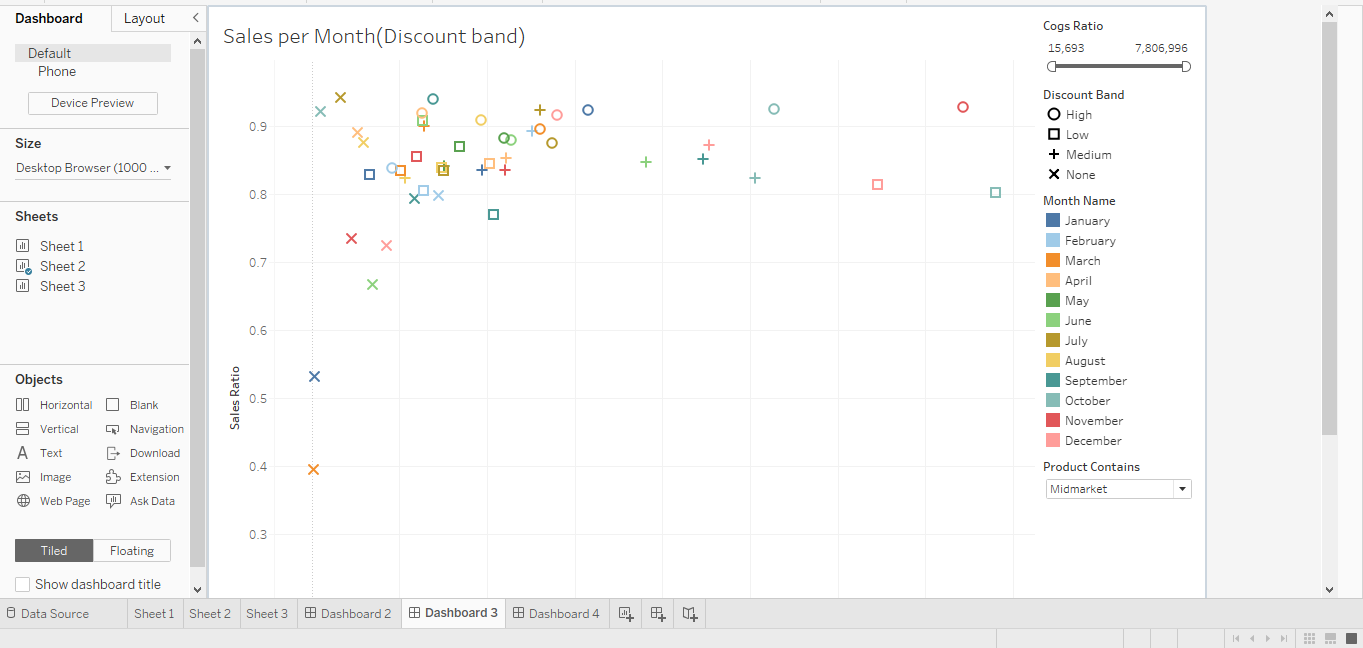 Dashboard
Layout
Default
Phone
Device Preview
Size
Desktop Browser (1000 ...
Sheets
Sheet 1
Sheet 2
Sheet 3
Objects
Horizontal
Blank
Vertical
Navigation
Text
Download
Image
Extension
Web Page
Ask Data
Tiled
Floating
Show dashboard title
Sales per Month(Discount band)
Sales Ratio
0.9
0.8
0.7
0.6
0.5
0.4
0.3
Cogs Ratio
15,693 7,806,996
Discount Band
High
Low
Medium
None
Month Name
January
February
March
April
May
June
July
August
September
October
November
December
Product Contains
Midmarket
Data Source Sheet 1 Sheet 2 Sheet 3 Dashboard 2 Dashboard 3 Dashboard 4